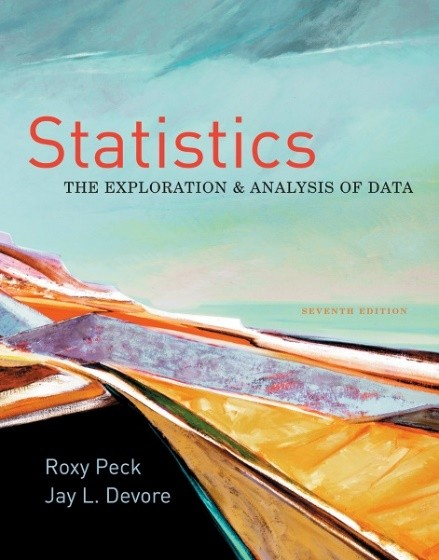 Statistics
THE EXPLORATION & ANALYSIS OF DATA
SEVENTH EDITION
Roxy Peck
Jay L. Devore